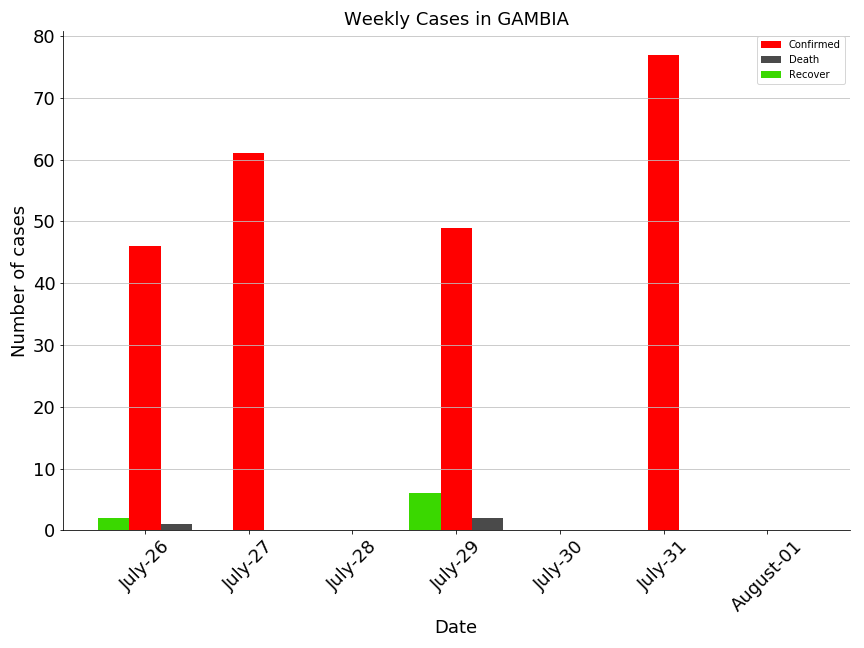 Weekly Cases in GAMBIA
Confirmed
Death
Recover
Number of cases
80
70
60
50
40
30
20
10
0
July-26
July-27
July-28
July-29
July-30
July-31
August-01
Date